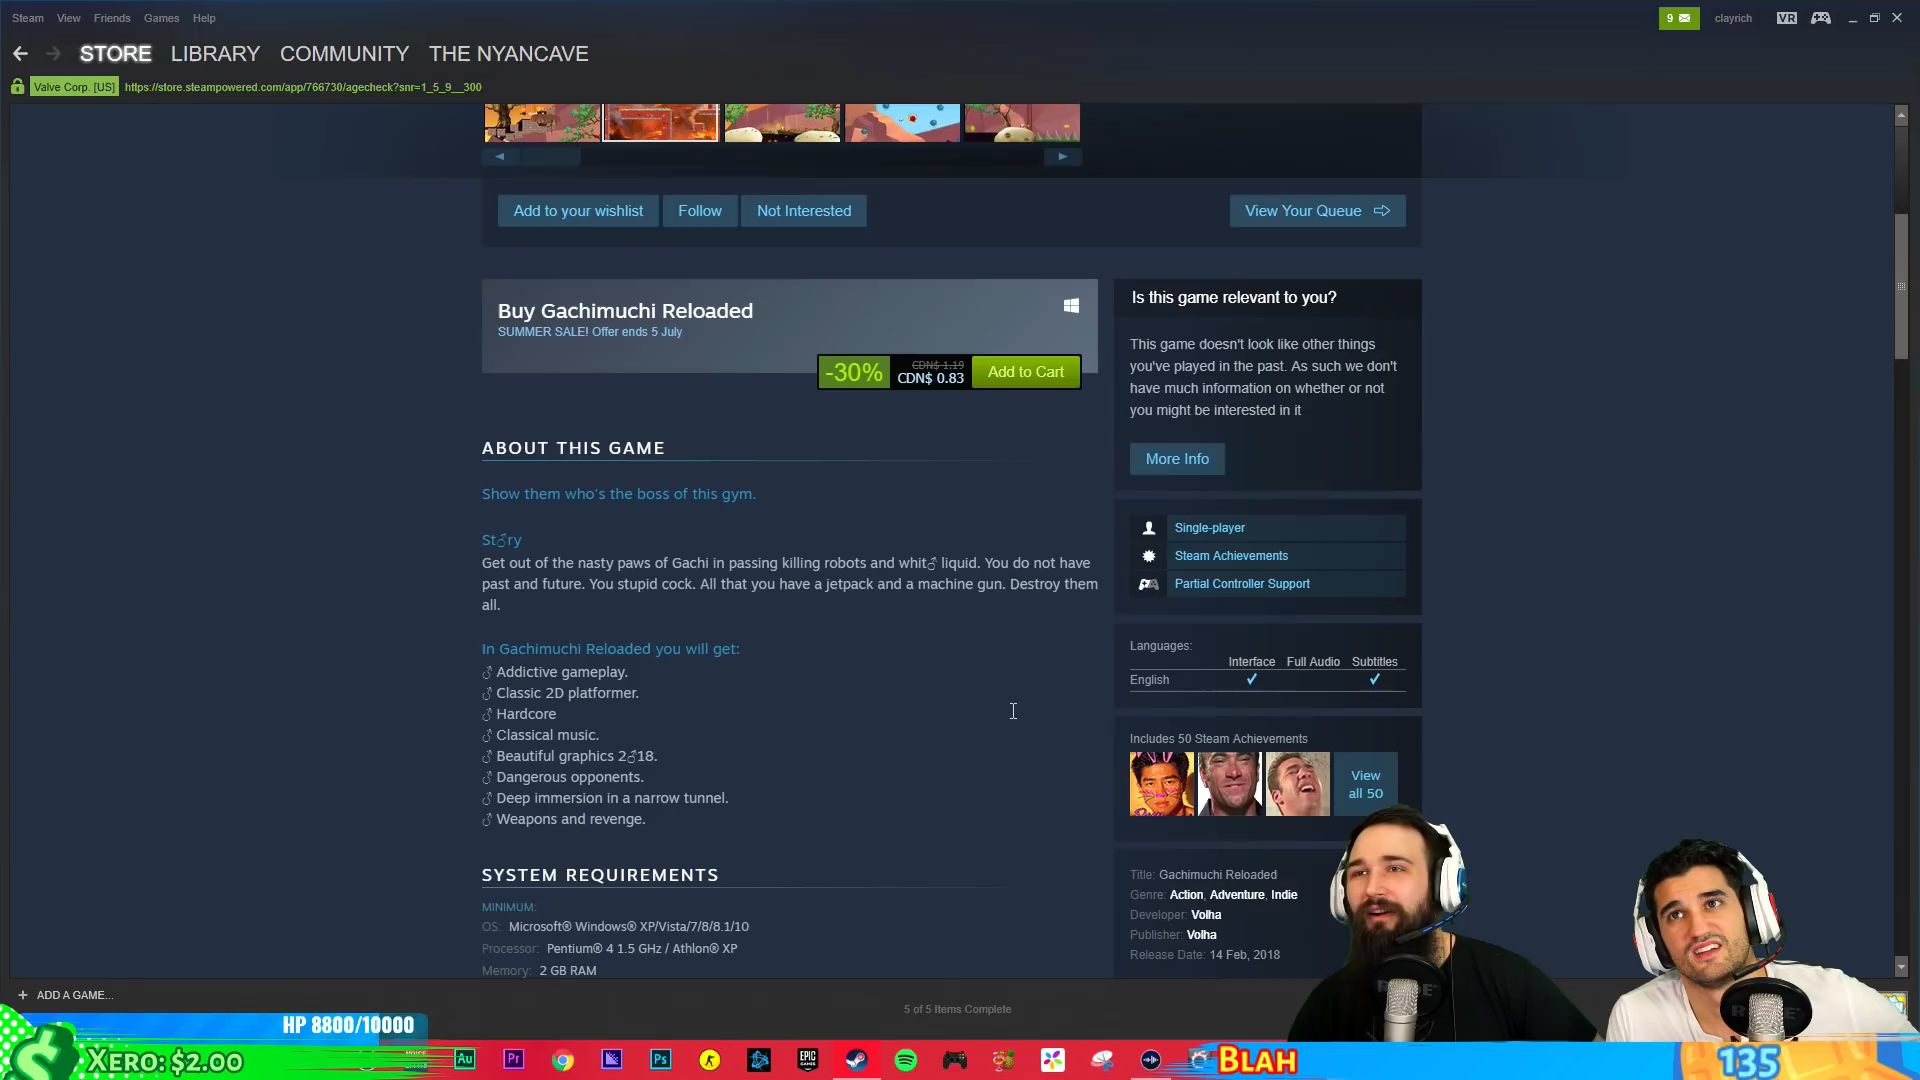 Steam View Friends Games Help
9 clayrich VR
STORE LIBRARY COMMUNITY THE NYANCAVE
Valve Corp. [US] https://store.steampowered.com/app/766730/agecheck?snr=1_5_9__300
Add to your wishlist Follow Not Interested View Your Queue
Buy Gachimuchi Reloaded
SUMMER SALE! Offer ends 5 July
-30% CDN$ 1.19 CDN$ 0.83 Add to Cart
Is this game relevant to you?
This game doesn't look like other things
you've played in the past. As such we don't
have much information on whether or not
you might be interested in it
More Info
ABOUT THIS GAME
Show them who's the boss of this gym.
St♂ry
Get out of the nasty paws of Gachi in passing killing robots and whit♂ liquid. You do not have
past and future. You stupid cock. All that you have a jetpack and a machine gun. Destroy them
all.
In Gachimuchi Reloaded you will get:
♂ Addictive gameplay.
♂ Classic 2D platformer.
♂ Hardcore
♂ Classical music.
♂ Beautiful graphics 2♂18.
♂ Dangerous opponents.
♂ Deep immersion in a narrow tunnel.
♂ Weapons and revenge.
SYSTEM REQUIREMENTS
MINIMUM:
OS: Microsoft® Windows® XP/Vista/7/8/8.1/10
Processor: Pentium® 4 1.5 GHz / Athlon® XP
Memory: 2 GB RAM
Single-player
Steam Achievements
Partial Controller Support
Languages:
Interface Full Audio Subtitles
English ✓ ✓
Includes 50 Steam Achievements
View
all 50
Title: Gachimuchi Reloaded
Genre: Action, Adventure, Indie
Developer: Volha
Publisher: Volha
Release Date: 14 Feb, 2018
+ ADD A GAME...
5 of 5 Items Complete
HP 8800/10000
XERO: $2.00
Au Pr Ps EPIC GAMES
BLAH
135